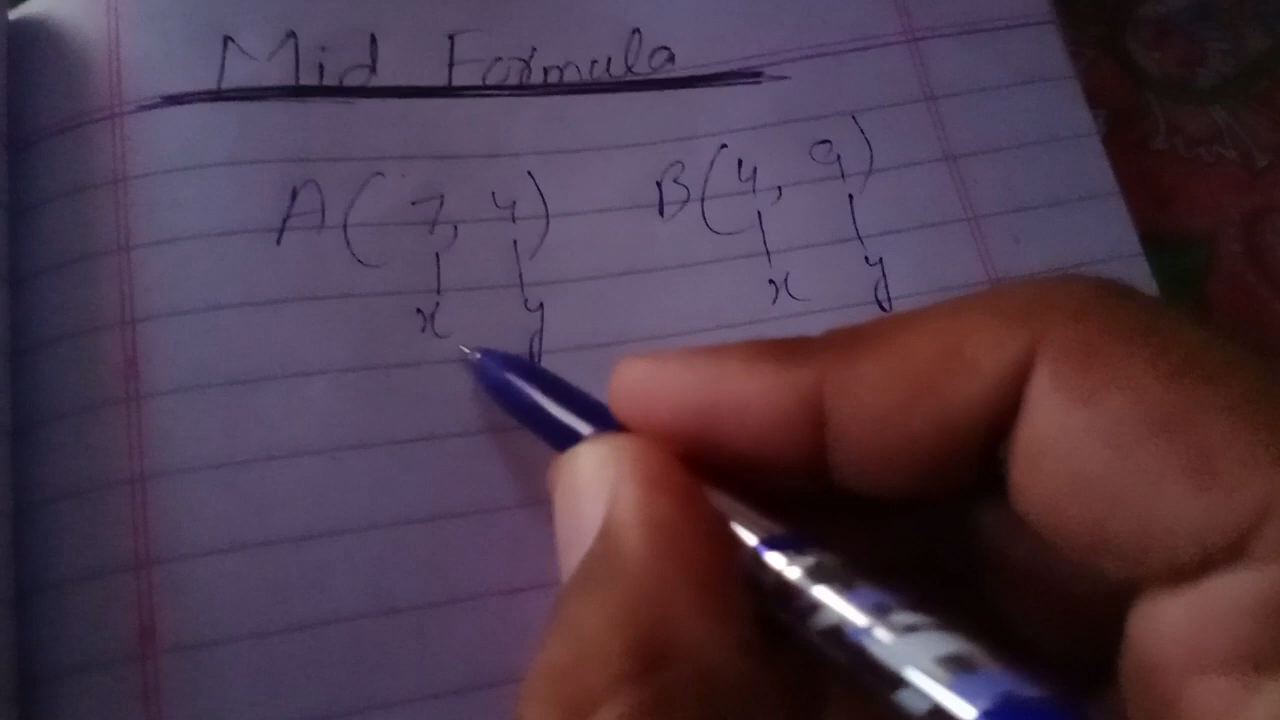 Mid Formula
A(7, 4) B(4, 9)
x y x y